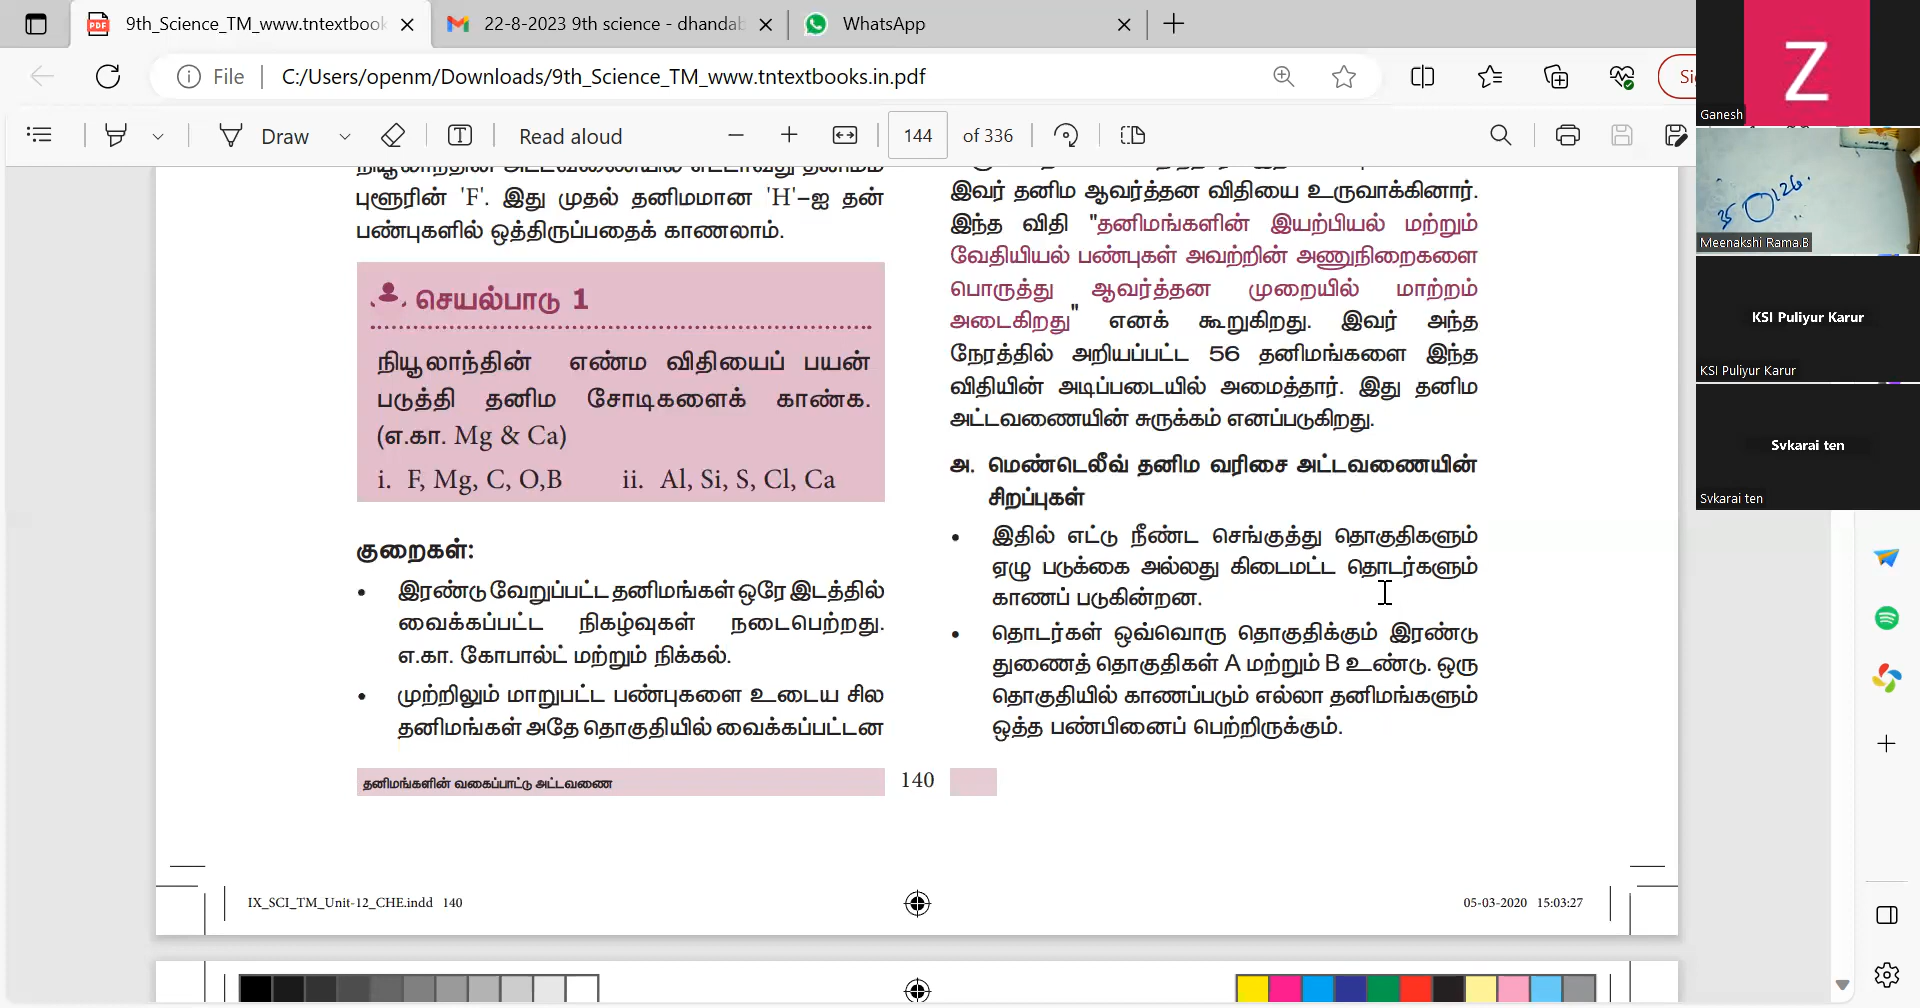 9th_Science_TM_www.tntextbook
22-8-2023 9th science - dhandab
WhatsApp
File
C:/Users/openm/Downloads/9th_Science_TM_www.tntextbooks.in.pdf
Draw
Read aloud
144 of 336
புளூரின் 'F'. இது முதல் தனிமமான 'H'–ஐ தன்
பண்புகளில் ஒத்திருப்பதைக் காணலாம்.
செயல்பாடு 1
நியூலாந்தின் எண்ம விதியைப் பயன்
படுத்தி தனிம சோடிகளைக் காண்க.
(எ.கா. Mg & Ca)
i. F, Mg, C, O,B ii. Al, Si, S, Cl, Ca
குறைகள்:
• இரண்டு வேறுப்பட்ட தனிமங்கள் ஒரே இடத்தில்
வைக்கப்பட்ட நிகழ்வுகள் நடைபெற்றது.
எ.கா. கோபால்ட் மற்றும் நிக்கல்.
• முற்றிலும் மாறுபட்ட பண்புகளை உடைய சில
தனிமங்கள் அதே தொகுதியில் வைக்கப்பட்டன
இவர் தனிம ஆவர்த்தன விதியை உருவாக்கினார்.
இந்த விதி "தனிமங்களின் இயற்பியல் மற்றும்
வேதியியல் பண்புகள் அவற்றின் அணுநிறைகளை
பொருத்து ஆவர்த்தன முறையில் மாற்றம்
அடைகிறது" எனக் கூறுகிறது. இவர் அந்த
நேரத்தில் அறியப்பட்ட 56 தனிமங்களை இந்த
விதியின் அடிப்படையில் அமைத்தார். இது தனிம
அட்டவணையின் சுருக்கம் எனப்படுகிறது.
அ. மெண்டெலீவ் தனிம வரிசை அட்டவணையின்
சிறப்புகள்
• இதில் எட்டு நீண்ட செங்குத்து தொகுதிகளும்
ஏழு படுக்கை அல்லது கிடைமட்ட தொடர்களும்
காணப் படுகின்றன.
• தொடர்கள் ஒவ்வொரு தொகுதிக்கும் இரண்டு
துணைத் தொகுதிகள் A மற்றும் B உண்டு. ஒரு
தொகுதியில் காணப்படும் எல்லா தனிமங்களும்
ஒத்த பண்பினைப் பெற்றிருக்கும்.
தனிமங்களின் வகைப்பாட்டு அட்டவணை
140
IX_SCI_TM_Unit-12_CHE.indd 140
05-03-2020 15:03:27
Z
Ganesh
35 126.
Meenakshi Rama.B
KSI Puliyur Karur
KSI Puliyur Karur
Svkarai ten
Svkarai ten